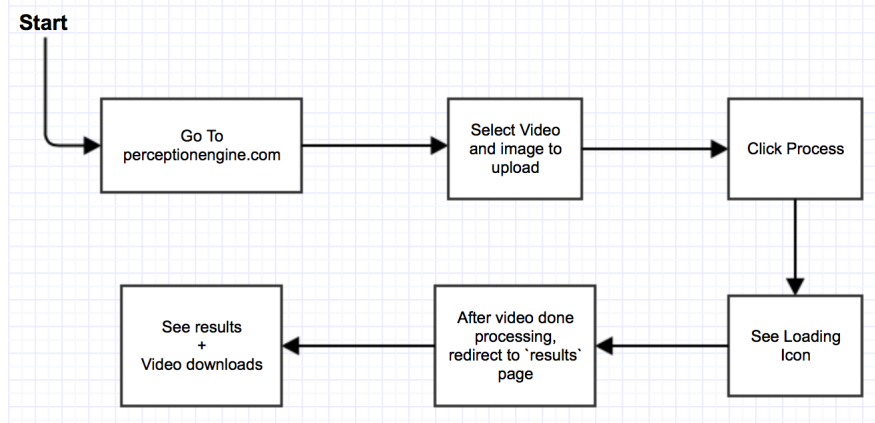 Start
Go To
perceptionengine.com
Select Video
and image to
upload
Click Process
See Loading
Icon
After video done
processing,
redirect to `results`
page
See results
+
Video downloads